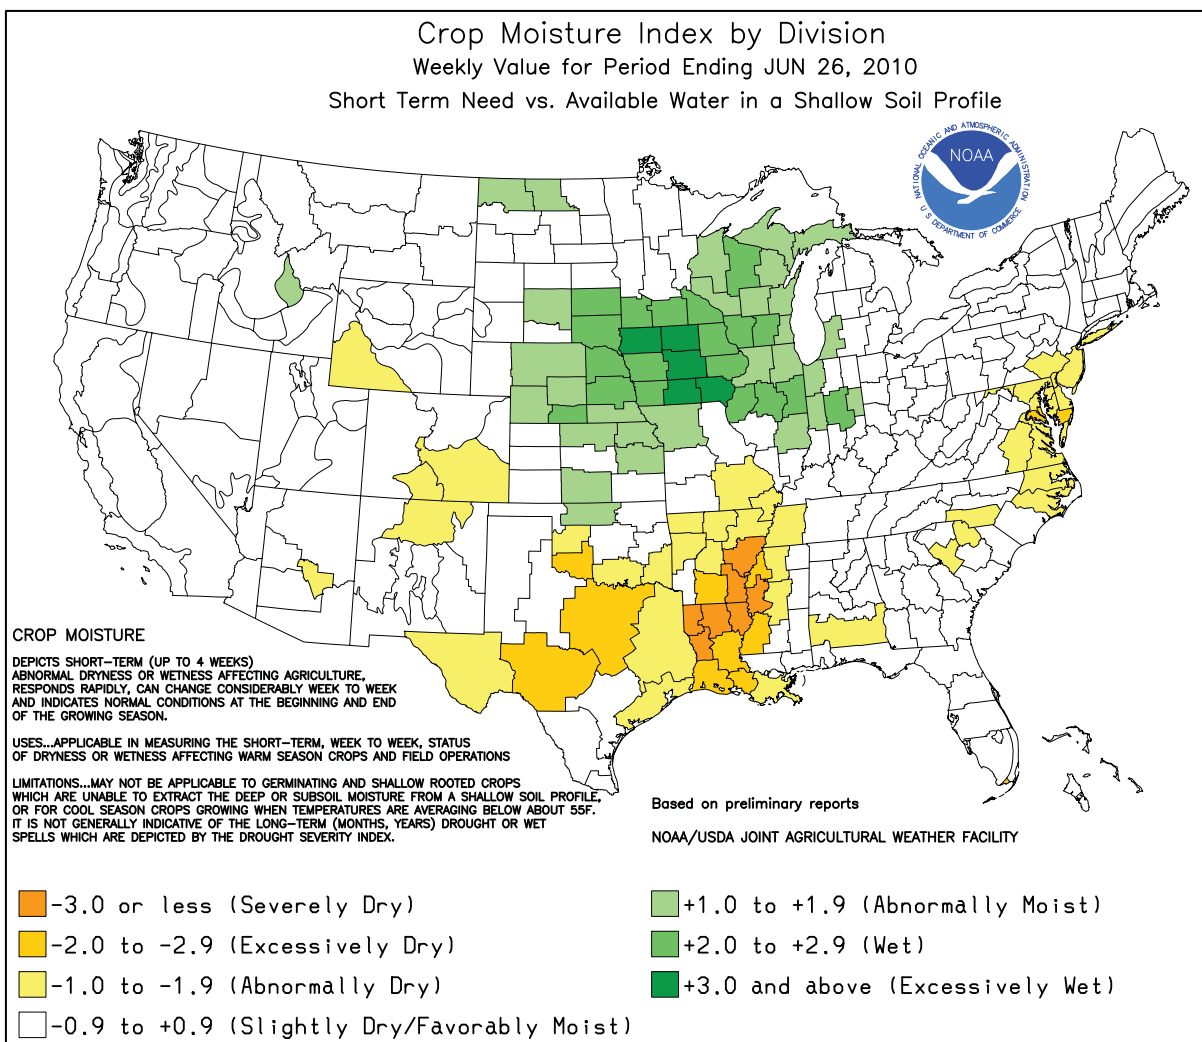 Crop Moisture Index by Division
Weekly Value for Period Ending JUN 26, 2010
Short Term Need vs. Available Water in a Shallow Soil Profile
NATIONAL OCEANIC AND ATMOSPHERIC ADMINISTRATION
NOAA
U S DEPARTMENT OF COMMERCE
CROP MOISTURE
DEPICTS SHORT-TERM (UP TO 4 WEEKS)
ABNORMAL DRYNESS OR WETNESS AFFECTING AGRICULTURE,
RESPONDS RAPIDLY, CAN CHANGE CONSIDERABLY WEEK TO WEEK
AND INDICATES NORMAL CONDITIONS AT THE BEGINNING AND END
OF THE GROWING SEASON.
USES...APPLICABLE IN MEASURING THE SHORT-TERM, WEEK TO WEEK, STATUS
OF DRYNESS OR WETNESS AFFECTING WARM SEASON CROPS AND FIELD OPERATIONS
LIMITATIONS...MAY NOT BE APPLICABLE TO GERMINATING AND SHALLOW ROOTED CROPS
WHICH ARE UNABLE TO EXTRACT THE DEEP OR SUBSOIL MOISTURE FROM A SHALLOW SOIL PROFILE,
OR FOR COOL SEASON CROPS GROWING WHEN TEMPERATURES ARE AVERAGING BELOW ABOUT 55F.
IT IS NOT GENERALLY INDICATIVE OF THE LONG-TERM (MONTHS, YEARS) DROUGHT OR WET
SPELLS WHICH ARE DEPICTED BY THE DROUGHT SEVERITY INDEX.
Based on preliminary reports
NOAA/USDA JOINT AGRICULTURAL WEATHER FACILITY
-3.0 or less (Severely Dry)
-2.0 to -2.9 (Excessively Dry)
-1.0 to -1.9 (Abnormally Dry)
-0.9 to +0.9 (Slightly Dry/Favorably Moist)
+1.0 to +1.9 (Abnormally Moist)
+2.0 to +2.9 (Wet)
+3.0 and above (Excessively Wet)